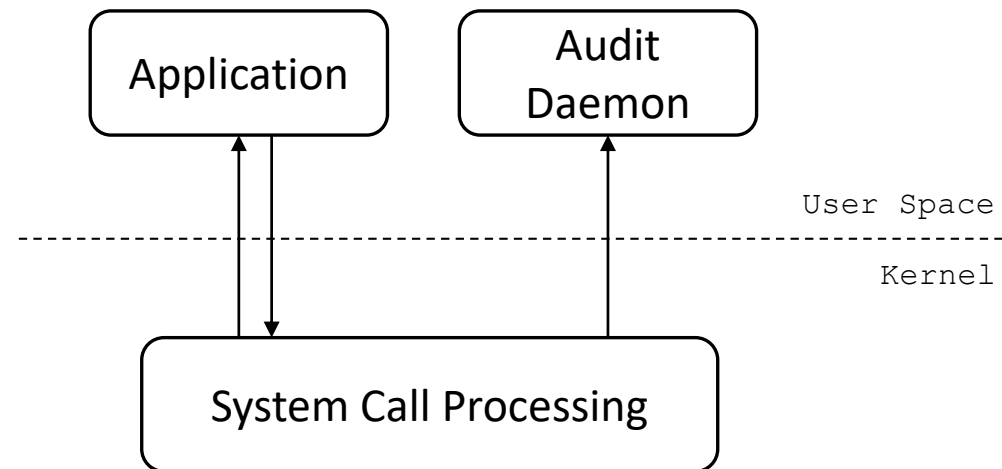 Application
Audit
Daemon
User Space
Kernel
System Call Processing